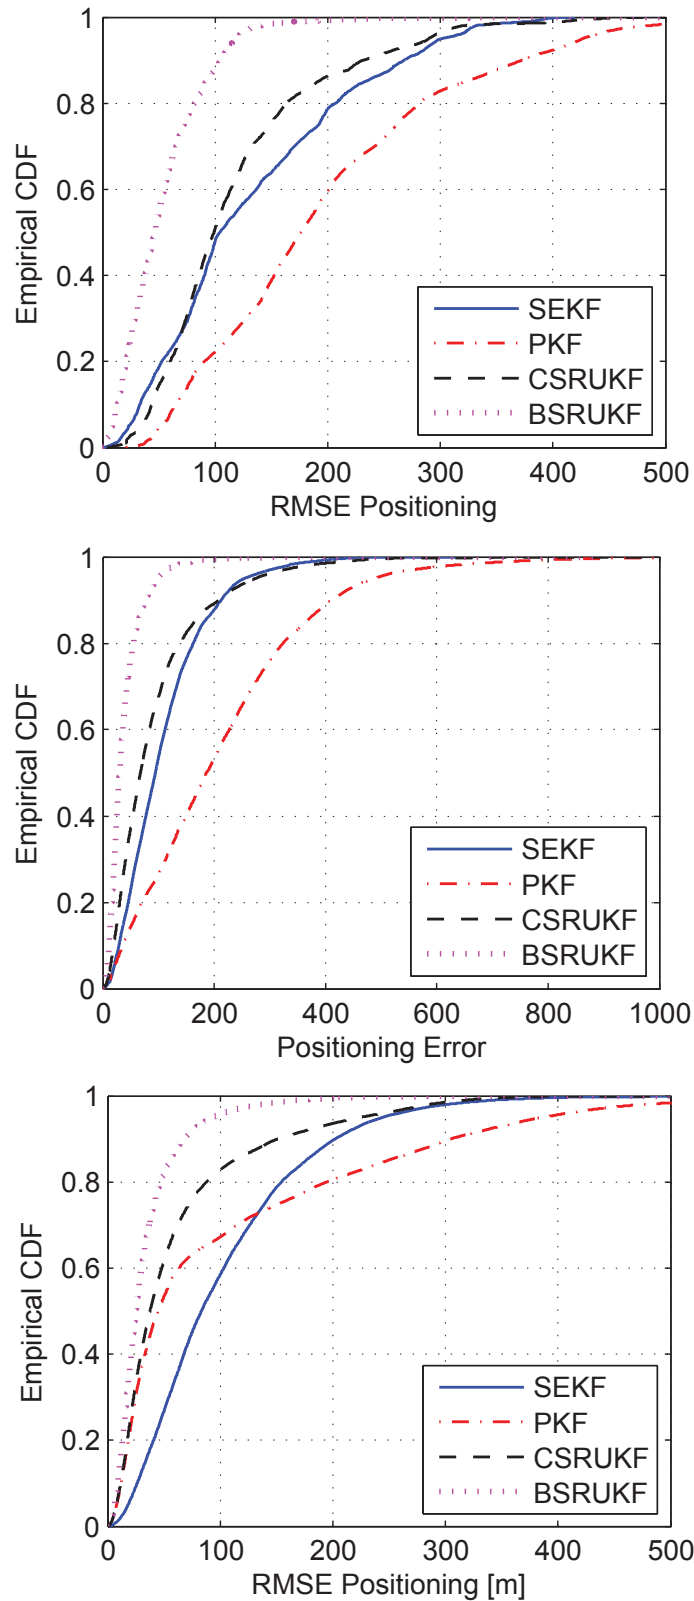 1
0.8
0.6
0.4
0.2
0
Empirical CDF
SEKF
PKF
CSRUKF
BSRUKF
0 100 200 300 400 500
RMSE Positioning
1
0.8
0.6
0.4
0.2
0
Empirical CDF
SEKF
PKF
CSRUKF
BSRUKF
0 200 400 600 800 1000
Positioning Error
1
0.8
0.6
0.4
0.2
0
Empirical CDF
SEKF
PKF
CSRUKF
BSRUKF
0 100 200 300 400 500
RMSE Positioning [m]